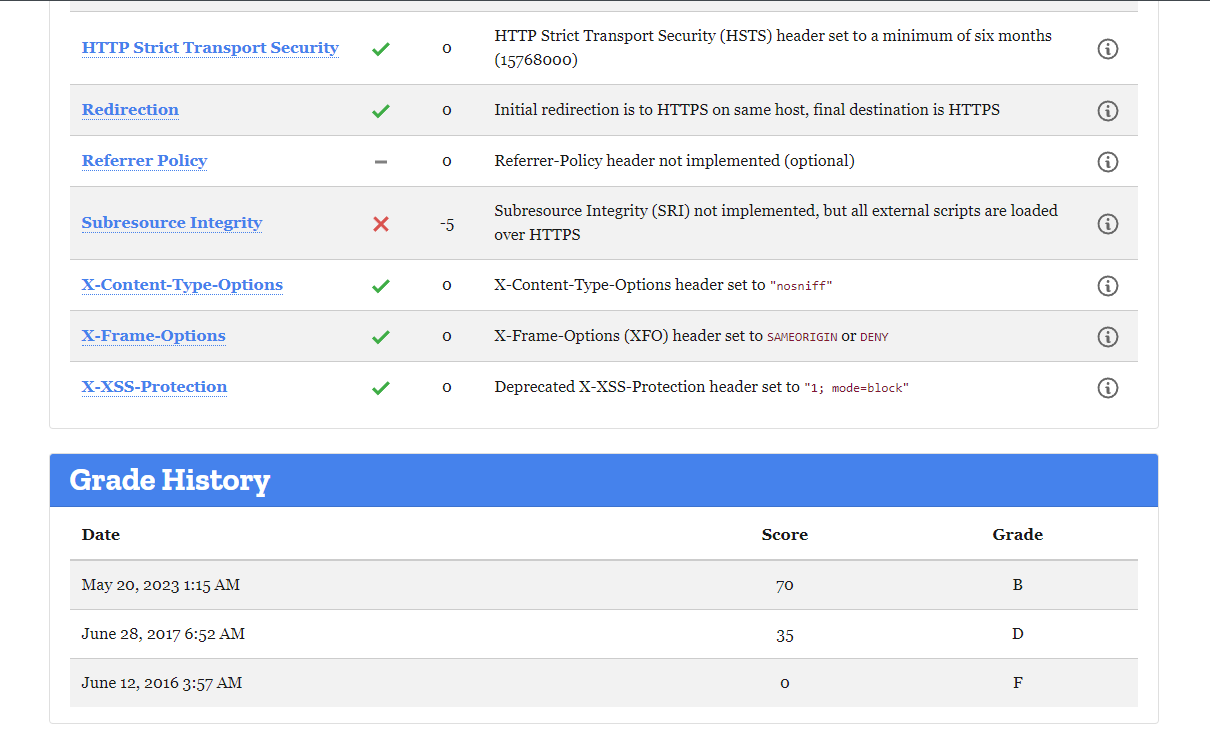 HTTP Strict Transport Security 0 HTTP Strict Transport Security (HSTS) header set to a minimum of six months
(15768000)
Redirection 0 Initial redirection is to HTTPS on same host, final destination is HTTPS
Referrer Policy 0 Referrer-Policy header not implemented (optional)
Subresource Integrity -5 Subresource Integrity (SRI) not implemented, but all external scripts are loaded
over HTTPS
X-Content-Type-Options 0 X-Content-Type-Options header set to "nosniff"
X-Frame-Options 0 X-Frame-Options (XFO) header set to SAMEORIGIN or DENY
X-XSS-Protection 0 Deprecated X-XSS-Protection header set to "1; mode=block"
Grade History
Date Score Grade
May 20, 2023 1:15 AM 70 B
June 28, 2017 6:52 AM 35 D
June 12, 2016 3:57 AM 0 F